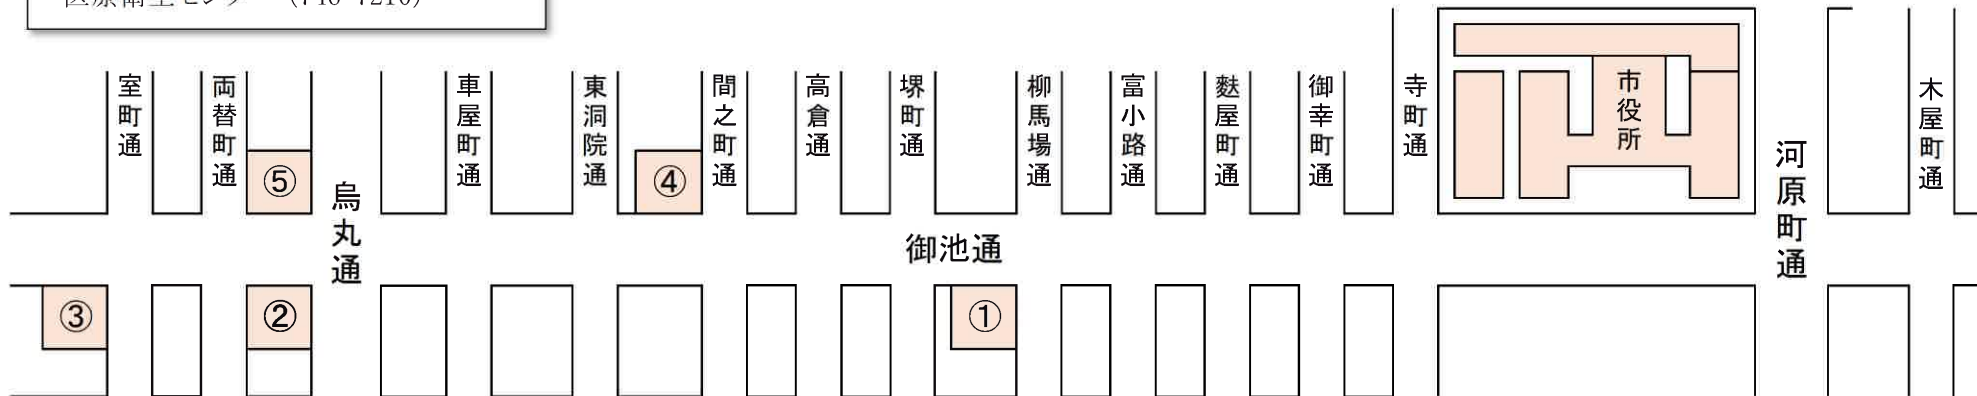 室町通
両替町通
⑤
烏丸通
車屋町通
東洞院通
④
間之町通
高倉通
堺町通
柳馬場通
富小路通
麩屋町通
御幸町通
寺町通
市役所
河原町通
木屋町通
御池通
③
②
①